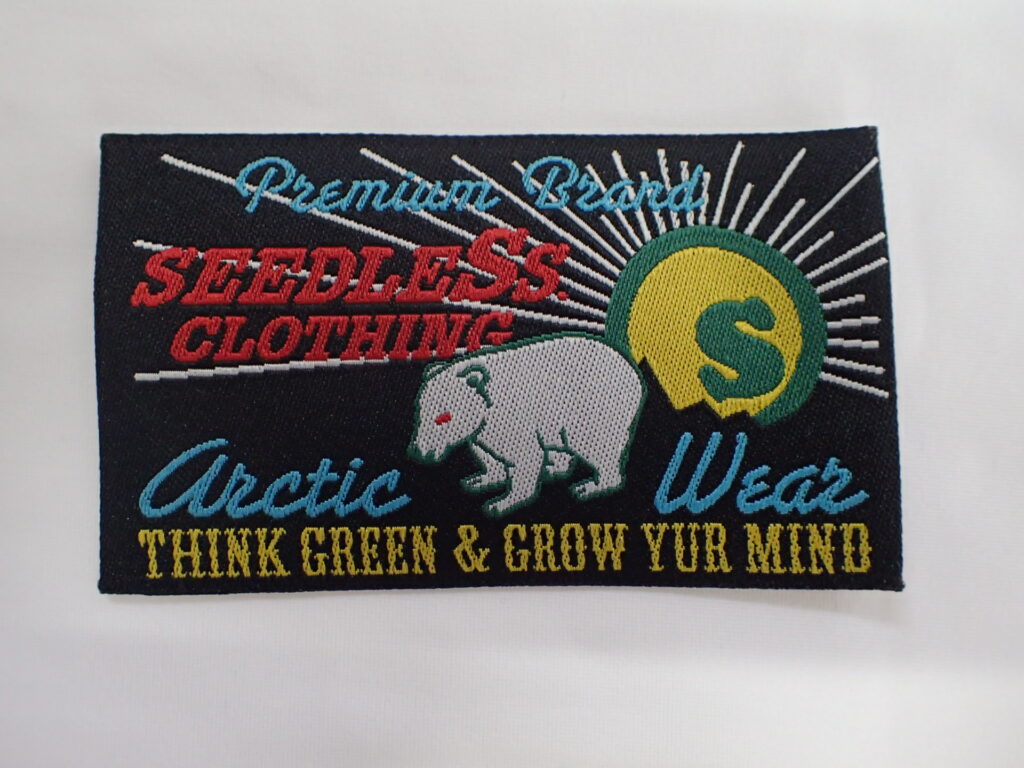 Premium Brand
SEEDLESS.
CLOTHING
S
Arctic Wear
THINK GREEN & GROW YUR MIND